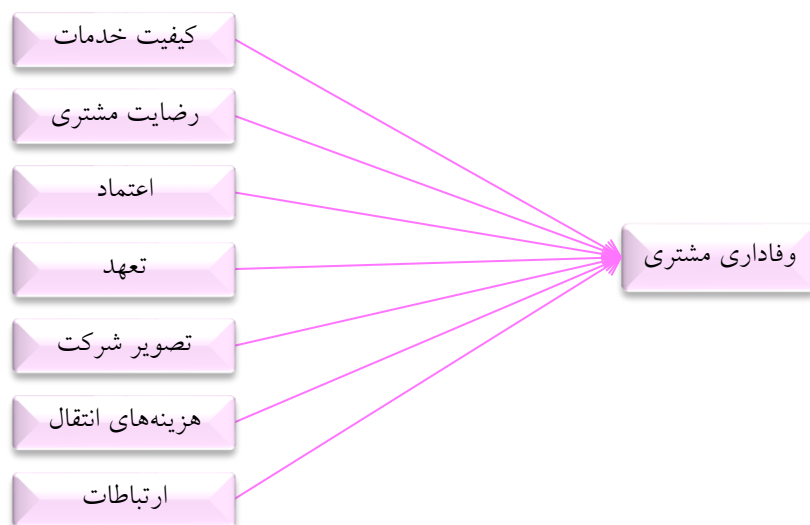 کیفیت خدمات
رضایت مشتری
اعتماد
تعهد
تصویر شرکت
هزینه‌های انتقال
ارتباطات
وفاداری مشتری